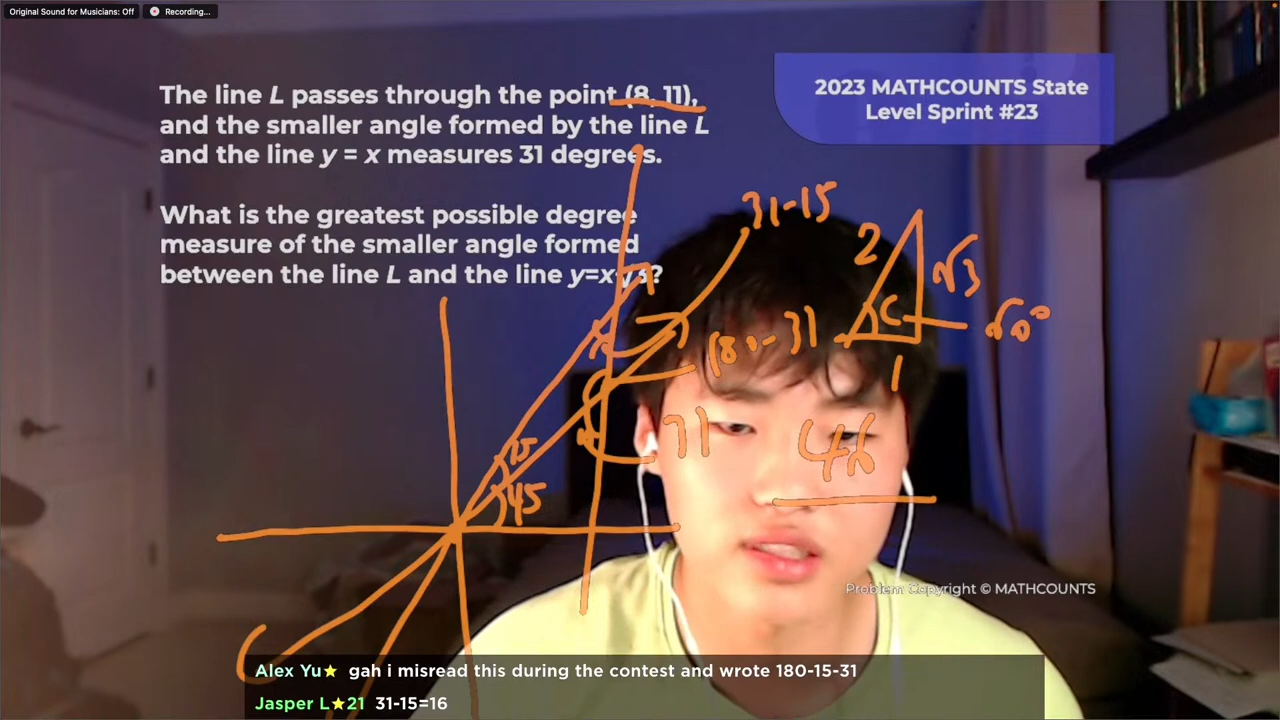 Original Sound for Musicians: Off
Recording...
The line L passes through the point (8, 11),
and the smaller angle formed by the line L
and the line y = x measures 31 degrees.
What is the greatest possible degree
measure of the smaller angle formed
between the line L and the line y=x√3?
2023 MATHCOUNTS State
Level Sprint #23
31-15
2
√3
60°
1
180-31
31
46
15
45
Problem Copyright © MATHCOUNTS
Alex Yu⭐ gah i misread this during the contest and wrote 180-15-31
Jasper L⭐21 31-15=16